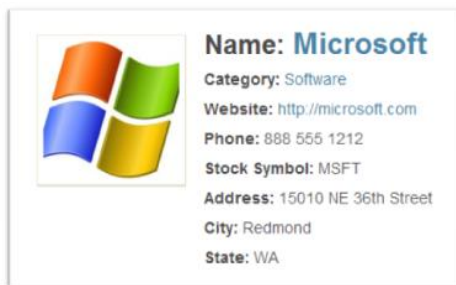 Name: Microsoft
Category: Software
Website: http://microsoft.com
Phone: 888 555 1212
Stock Symbol: MSFT
Address: 15010 NE 36th Street
City: Redmond
State: WA